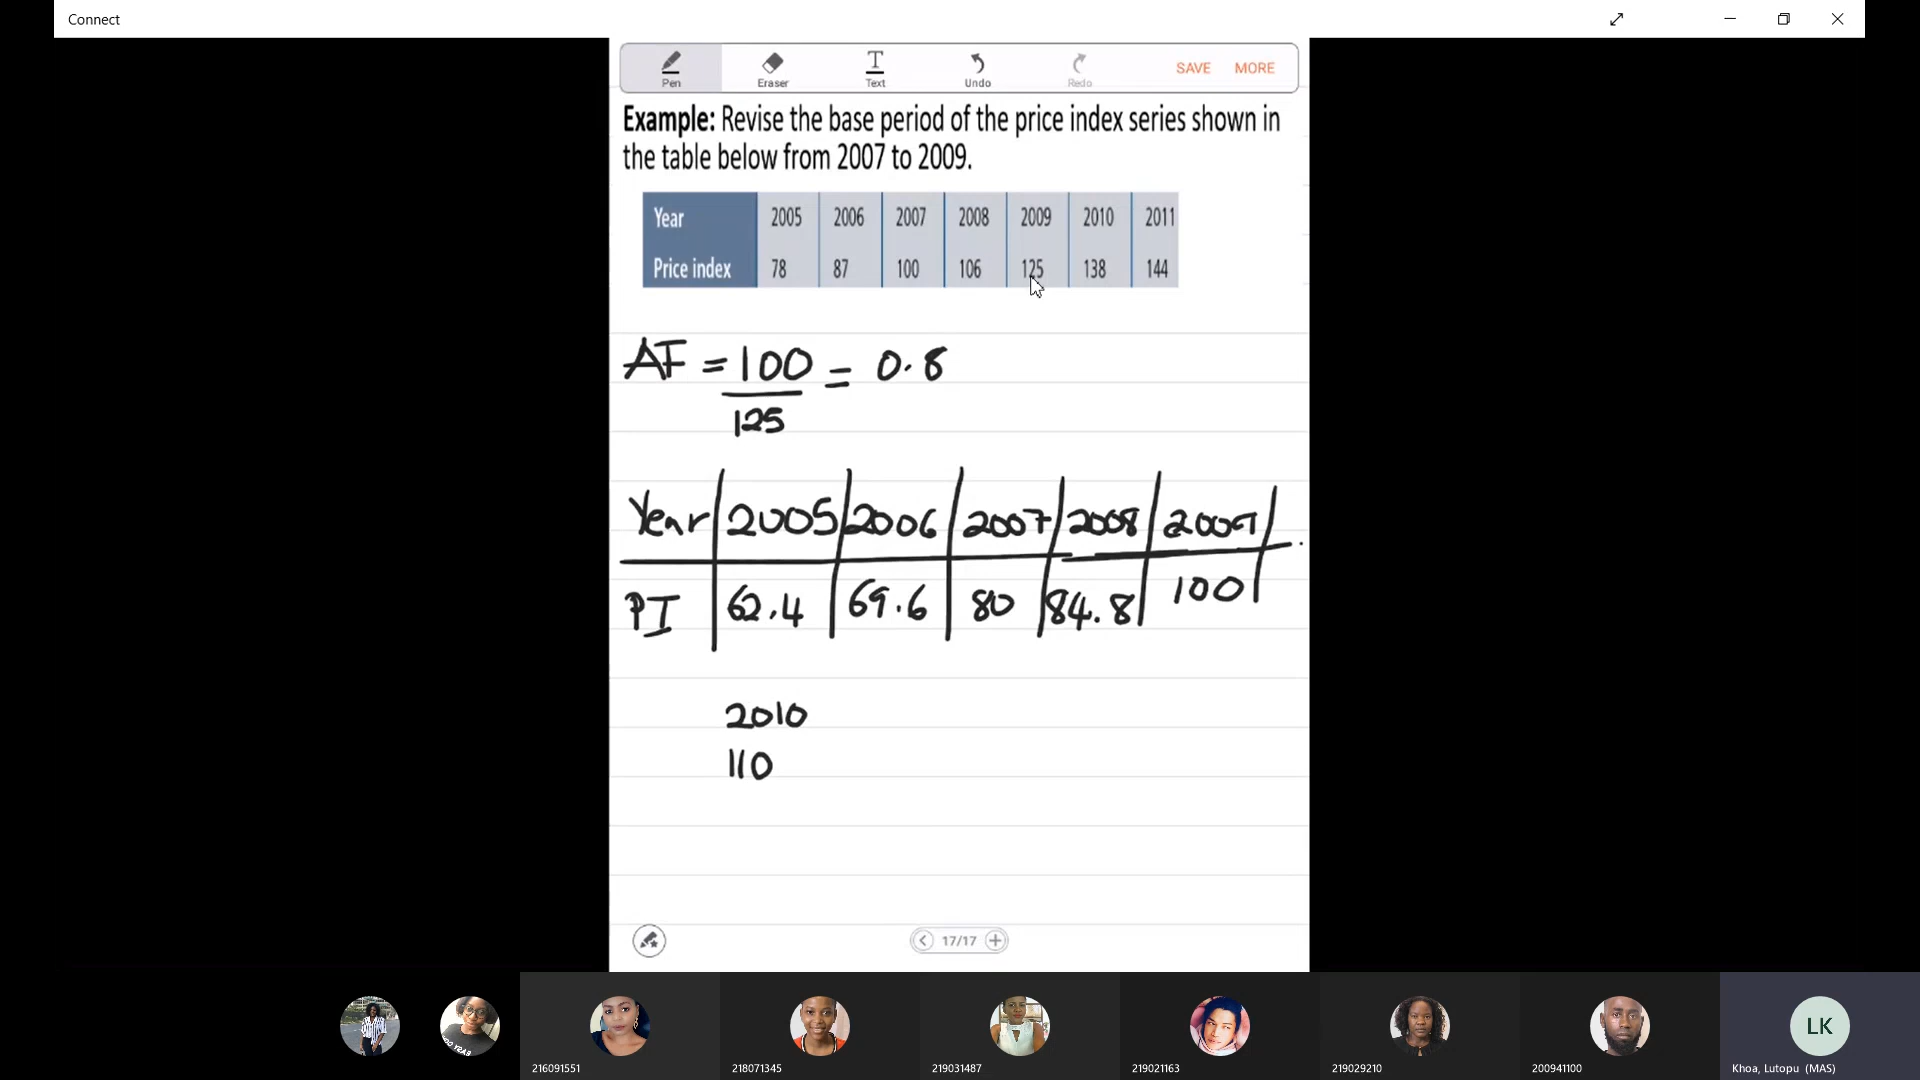 Connect
Pen Eraser Text Undo Redo SAVE MORE
Example: Revise the base period of the price index series shown in
the table below from 2007 to 2009.
Year 2005 2006 2007 2008 2009 2010 2011
Price index 78 87 100 106 125 138 144
AF = 100 = 0.8
125
Year 2005 2006 2007 2008 2009
PI 62.4 69.6 80 84.8 100
2010
110
17/17
216091551 218071345 219031487 219021163 219029210 200941100 LK
Khoa, Lutopu (MAS)